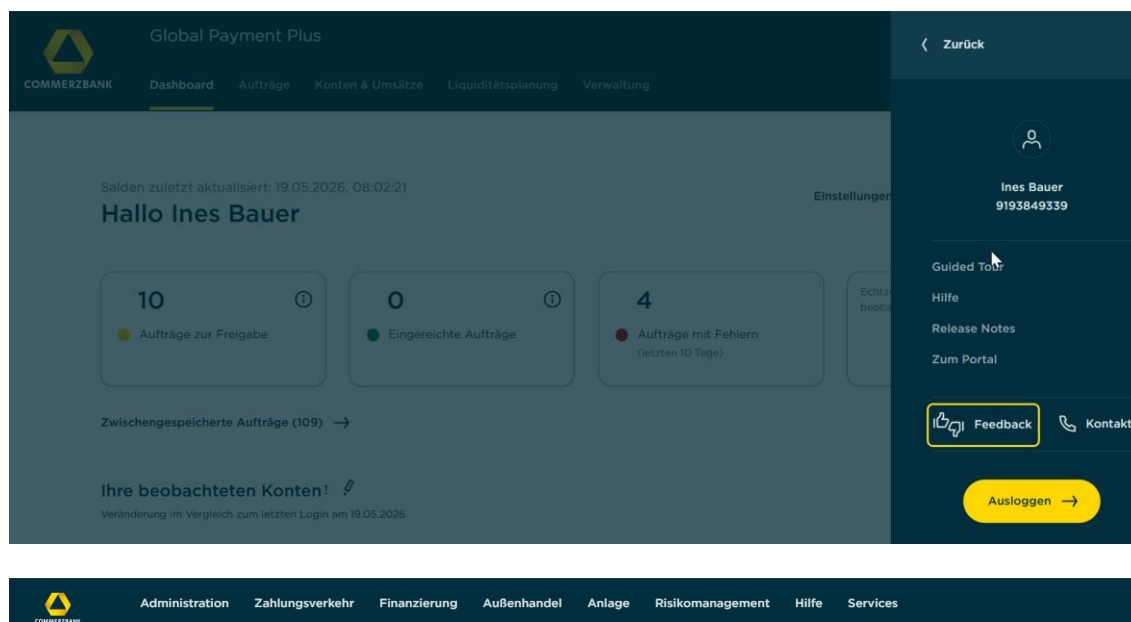 Global Payment Plus
COMMERZBANK
Dashboard Aufträge Konten & Umsätze Liquiditätsplanung Verwaltung
Zurück
Salden zuletzt aktualisiert: 19.05.2026, 08:02:21
Hallo Ines Bauer
Einstellungen
Ines Bauer
9193849339
10
Aufträge zur Freigabe
0
Eingereichte Aufträge
4
Aufträge mit Fehlern
(letzten 10 Tage)
Guided Tour
Hilfe
Release Notes
Zum Portal
Zwischengespeicherte Aufträge (109)
Feedback
Kontakt
Ihre beobachteten Konten1
Veränderung im Vergleich zum letzten Login am 19.05.2026
Ausloggen
COMMERZBANK
Administration Zahlungsverkehr Finanzierung Außenhandel Anlage Risikomanagement Hilfe Services